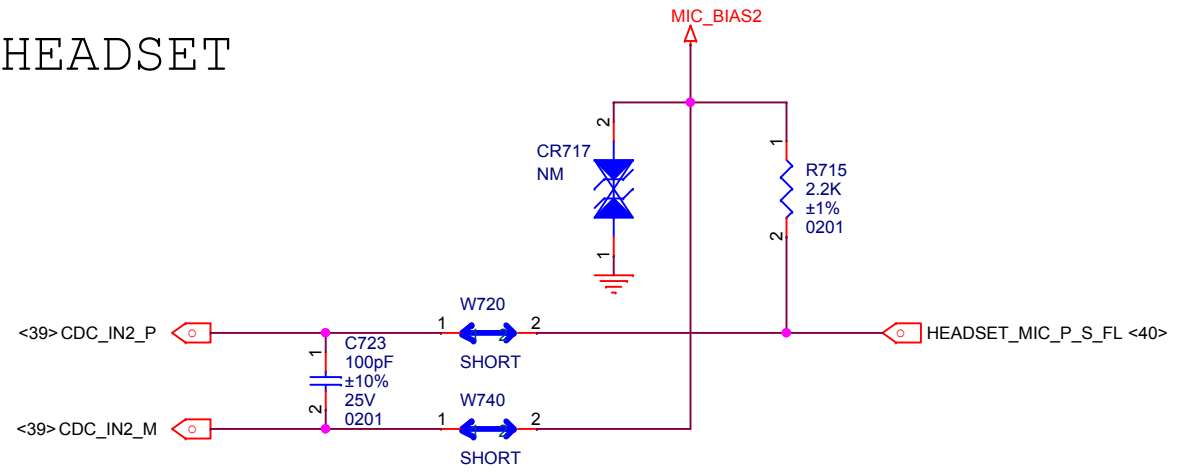 MIC_BIAS2
HEADSET
2
CR717
NM
1
1
R715
2.2K
±1%
0201
2
W720
<39> CDC_IN2_P
1
2
HEADSET_MIC_P_S_FL <40>
SHORT
1
C723
100pF
±10%
25V
0201
2
W740
<39> CDC_IN2_M
1
2
SHORT